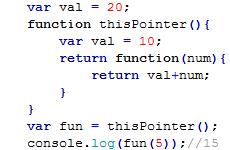 var val = 20;
function thisPointer(){
    var val = 10;
    return function(num){
        return val+num;
    }
}
var fun = thisPointer();
console.log(fun(5));//15